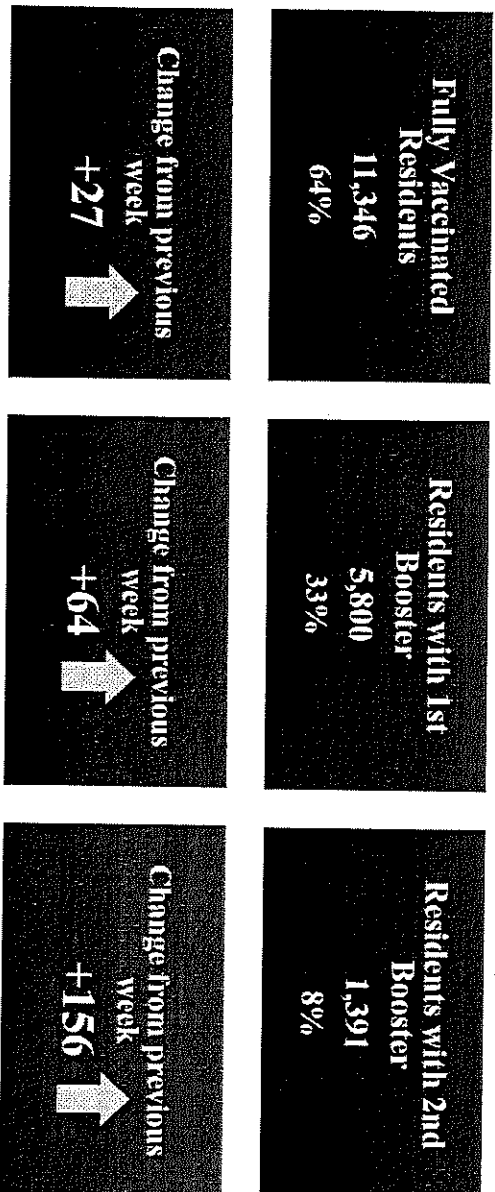 Fully Vaccinated
Residents
11,346
64%
Residents with 1st
Booster
5,800
33%
Residents with 2nd
Booster
1,391
8%
Change from previous
week
+27
Change from previous
week
+64
Change from previous
week
+156